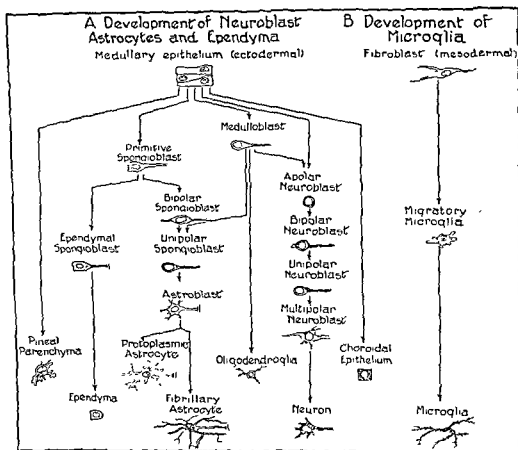 A Development of Neuroblast
Astrocytes and Ependyma
Medullary epithelium (ectodermal)
B Development of
Microglia
Fibroblast (mesodermal)
Medulloblast
Primitive
Spongioblast
Apolar
Neuroblast
Bipolar
Spongioblast
Migratory
Microglia
Bipolar
Neuroblast
Ependymal
Spongioblast
Unipolar
Spongioblast
Unipolar
Neuroblast
Astroblast
Multipolar
Neuroblast
Pineal
Parenchyma
Protoplasmic
Astrocyte
Oligodendroglia
Choroidal
Epithelium
Ependyma
Fibrillary
Astrocyte
Neuron
Microglia